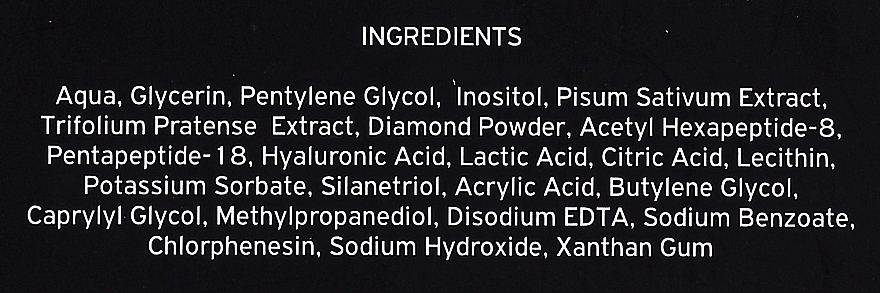 INGREDIENTS
Aqua, Glycerin, Pentylene Glycol, Inositol, Pisum Sativum Extract,
Trifolium Pratense Extract, Diamond Powder, Acetyl Hexapeptide-8,
Pentapeptide-18, Hyaluronic Acid, Lactic Acid, Citric Acid, Lecithin,
Potassium Sorbate, Silanetriol, Acrylic Acid, Butylene Glycol,
Caprylyl Glycol, Methylpropanediol, Disodium EDTA, Sodium Benzoate,
Chlorphenesin, Sodium Hydroxide, Xanthan Gum